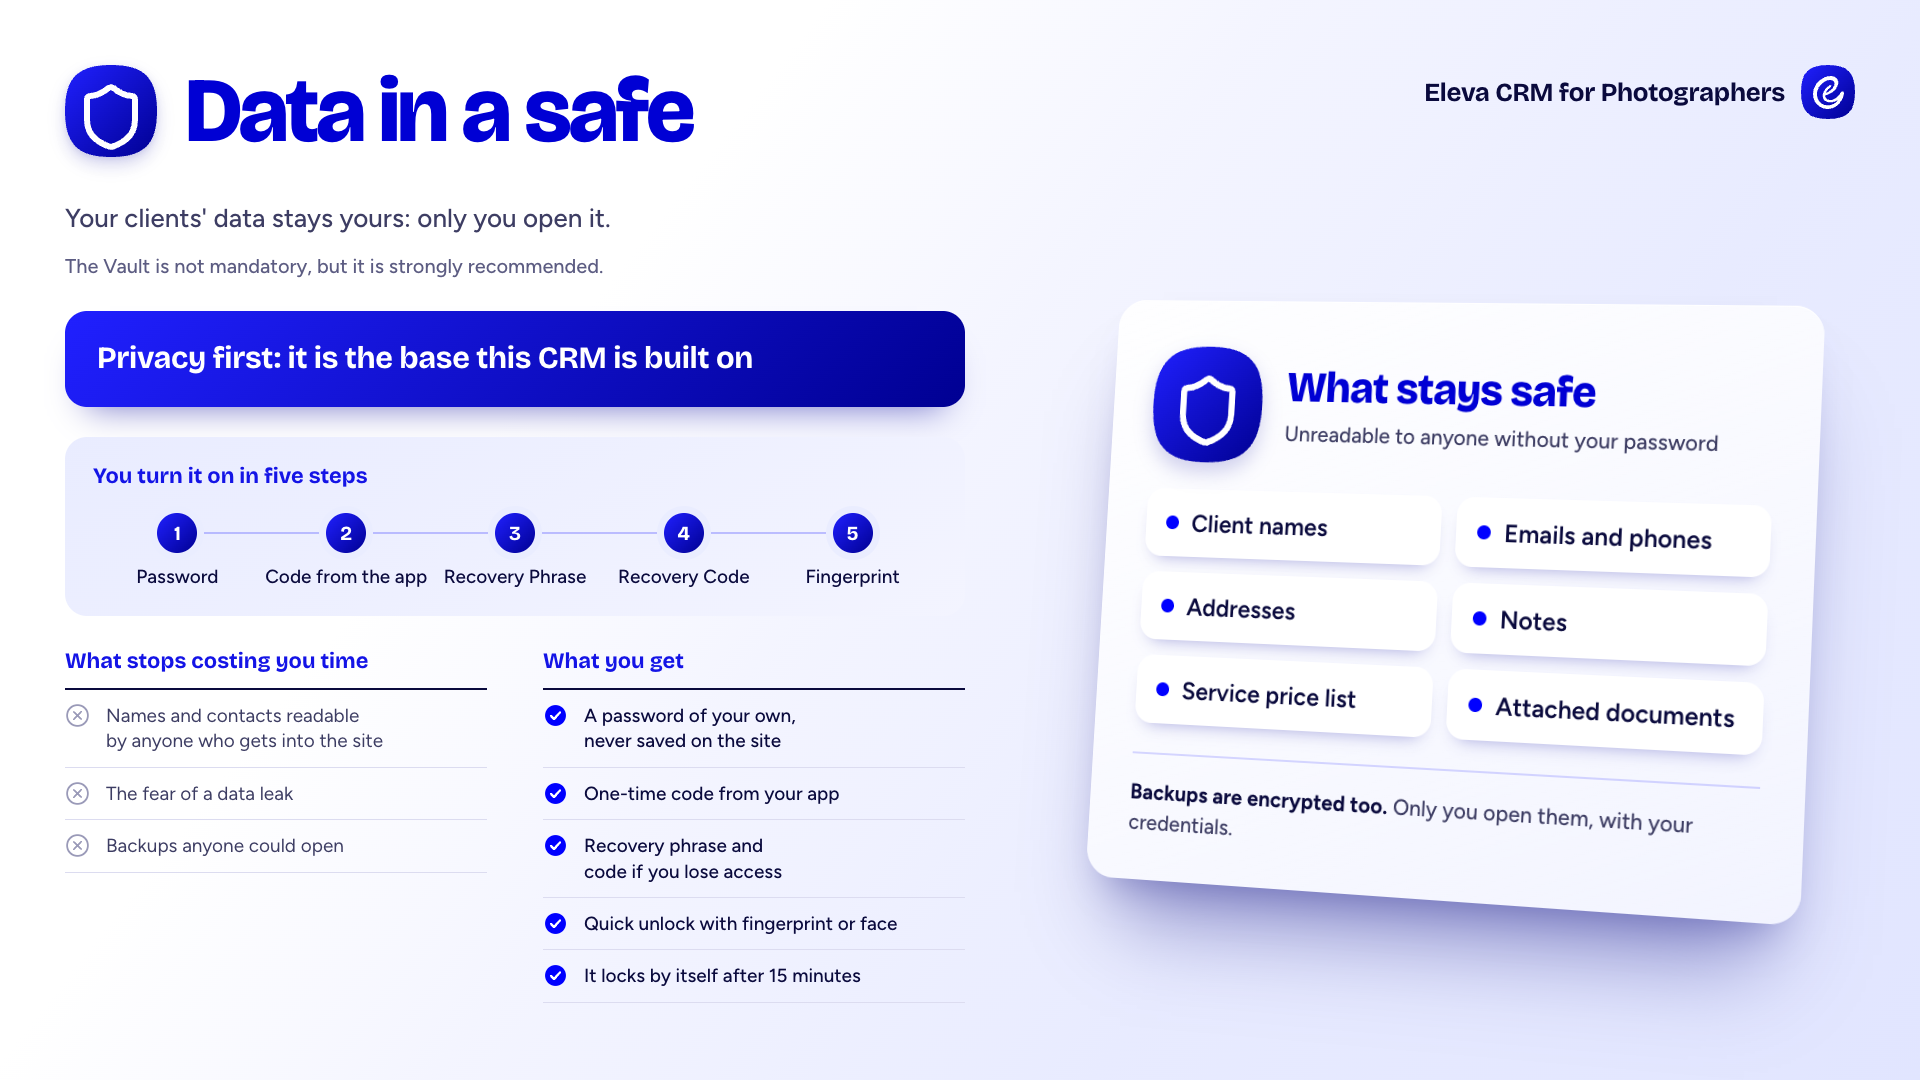 Data in a safe
Eleva CRM for Photographers
Your clients' data stays yours: only you open it.
The Vault is not mandatory, but it is strongly recommended.
Privacy first: it is the base this CRM is built on
You turn it on in five steps
1 2 3 4 5
Password Code from the app Recovery Phrase Recovery Code Fingerprint
What stops costing you time
Names and contacts readable
by anyone who gets into the site
The fear of a data leak
Backups anyone could open
What you get
A password of your own,
never saved on the site
One-time code from your app
Recovery phrase and
code if you lose access
Quick unlock with fingerprint or face
It locks by itself after 15 minutes
What stays safe
Unreadable to anyone without your password
Client names
Emails and phones
Addresses
Notes
Service price list
Attached documents
Backups are encrypted too. Only you open them, with your
credentials.